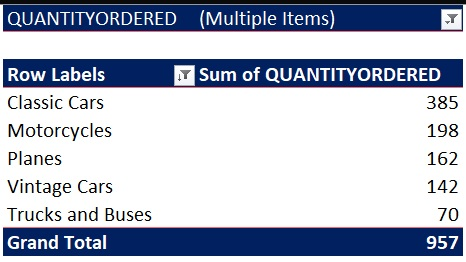 QUANTITYORDERED (Multiple Items)
Row Labels Sum of QUANTITYORDERED
Classic Cars 385
Motorcycles 198
Planes 162
Vintage Cars 142
Trucks and Buses 70
Grand Total 957